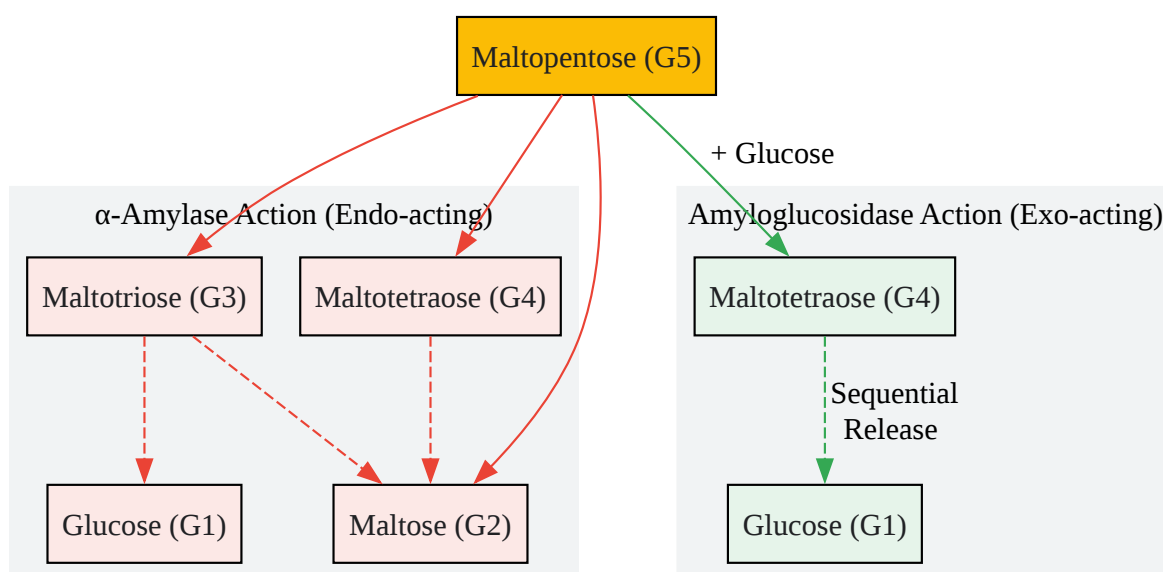 Maltopentose (G5)
+ Glucose
α-Amylase Action (Endo-acting)
Amyloglucosidase Action (Exo-acting)
Maltotriose (G3)
Maltotetraose (G4)
Maltotetraose (G4)
Sequential
Release
Glucose (G1)
Maltose (G2)
Glucose (G1)